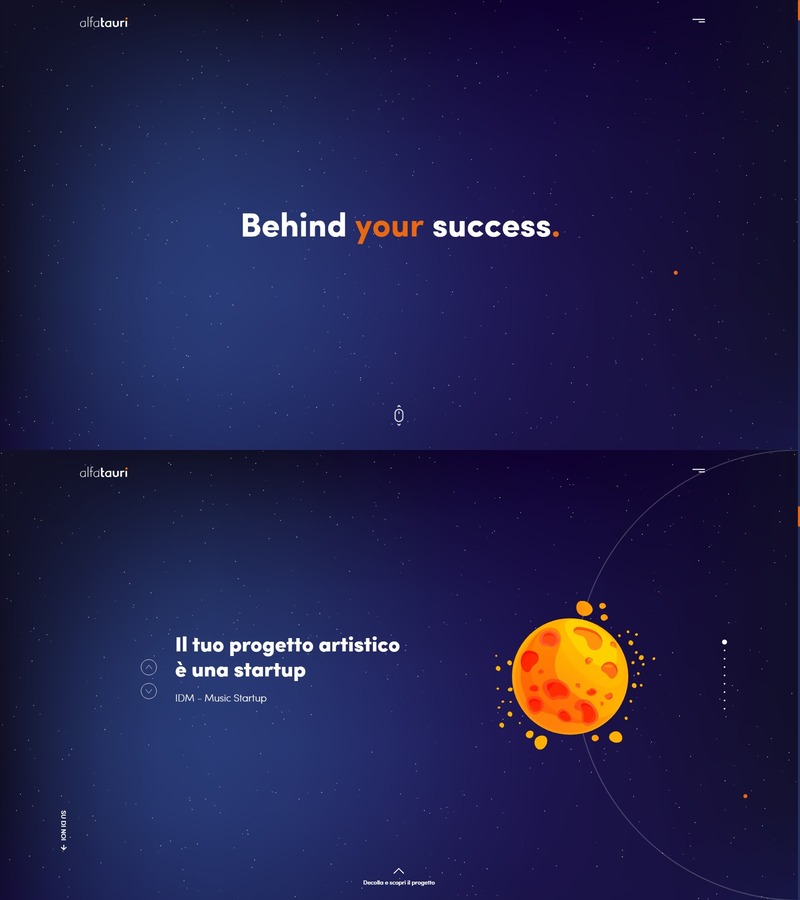 alfatauri
Behind your success.
alfatauri
Il tuo progetto artistico
è una startup
IDM - Music Startup
SU DI NOI
Decolla e scopri il progetto